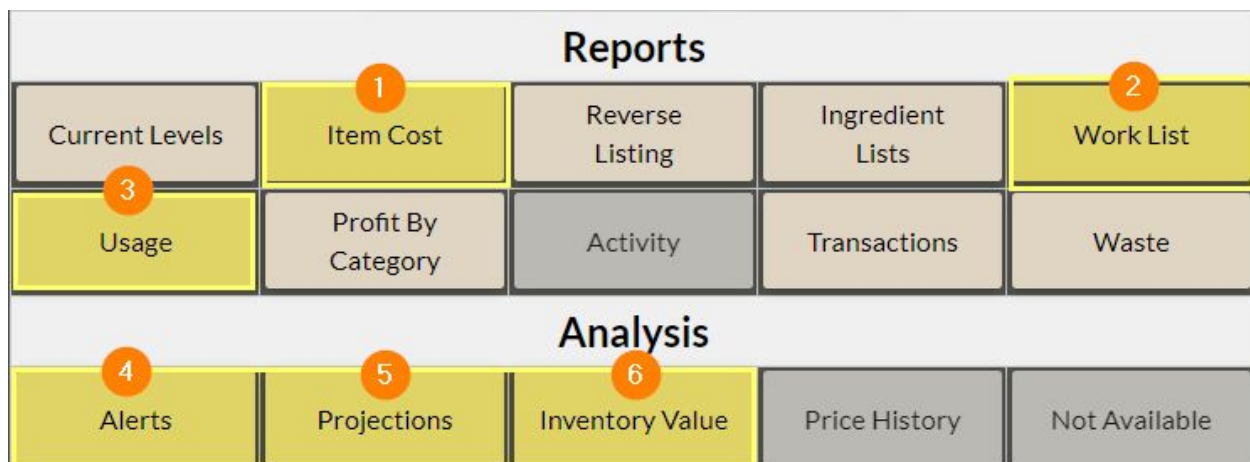 Reports
1
2
Current Levels
Item Cost
Reverse
Listing
Ingredient
Lists
Work List
3
Usage
Profit By
Category
Activity
Transactions
Waste
Analysis
4
5
6
Alerts
Projections
Inventory Value
Price History
Not Available